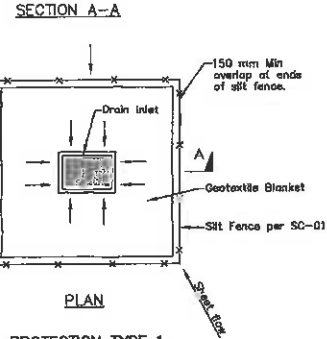 SECTION A-A
150 mm Min
overlap at ends
of silt fence.
Drain inlet
A
Geotextile Blanket
Silt Fence per SC-01
Sheet flow
PLAN
PROTECTION TYPE 1